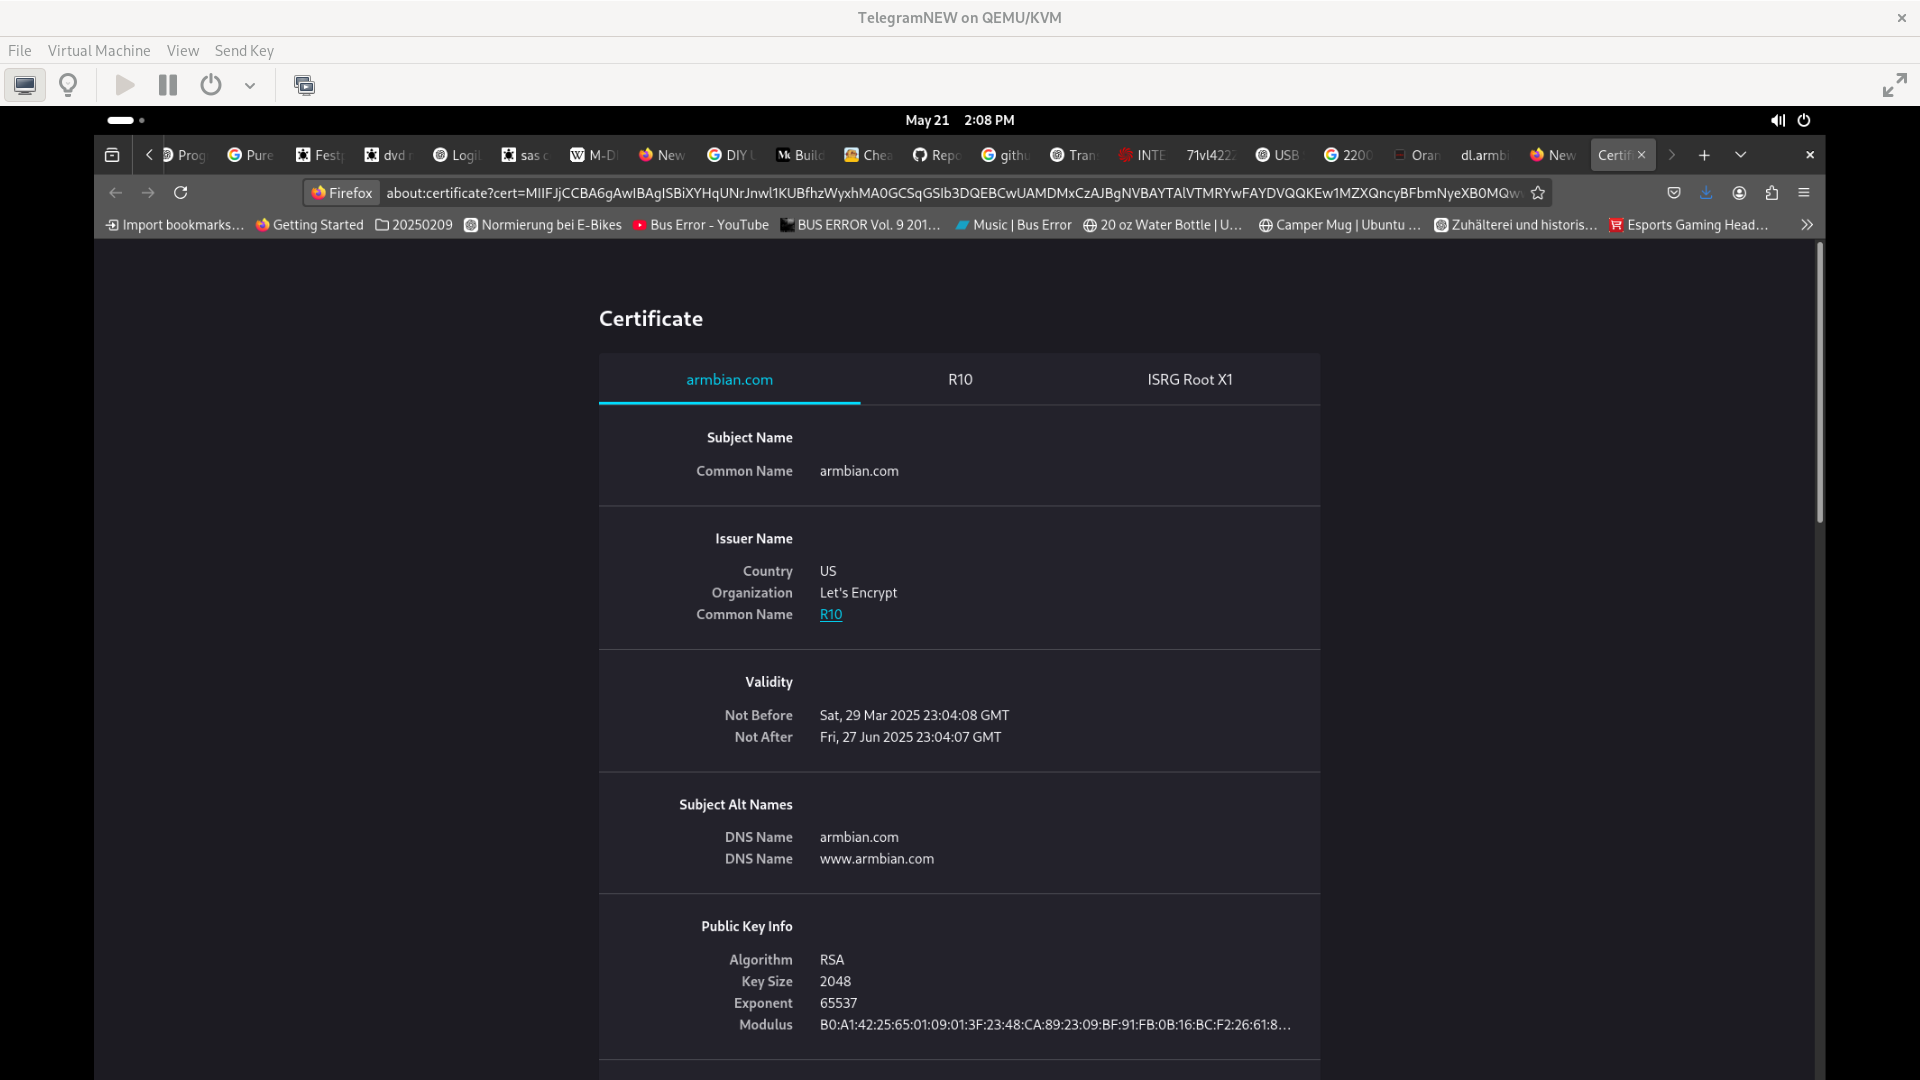 TelegramNEW on QEMU/KVM
File Virtual Machine View Send Key
May 21 2:08 PM
Prog Pure Festp dvd r Logil sas c M-DI New DIY U Build Chea Repo githu Tran INTE 71vl4222 USB 2200 Oran dl.armbi New Certifi
Firefox about:certificate?cert=MIIFJjCCBA6gAwIBAgISBiXYHqUNrJnwl1KUBfhzWyxhMA0GCSqGSIb3DQEBCwUAMDMxCzAJBgNVBAYTAlVTMRYwFAYDVQQKEw1MZXQncyBFbmNyeXB0MQw
Import bookmarks… Getting Started 20250209 Normierung bei E-Bikes Bus Error - YouTube BUS ERROR Vol. 9 201… Music | Bus Error 20 oz Water Bottle | U… Camper Mug | Ubuntu … Zuhälterei und historis… Esports Gaming Head…
Certificate
armbian.com R10 ISRG Root X1
Subject Name
Common Name armbian.com
Issuer Name
Country US
Organization Let's Encrypt
Common Name R10
Validity
Not Before Sat, 29 Mar 2025 23:04:08 GMT
Not After Fri, 27 Jun 2025 23:04:07 GMT
Subject Alt Names
DNS Name armbian.com
DNS Name www.armbian.com
Public Key Info
Algorithm RSA
Key Size 2048
Exponent 65537
Modulus B0:A1:42:25:65:01:09:01:3F:23:48:CA:89:23:09:BF:91:FB:0B:16:BC:F2:26:61:8…